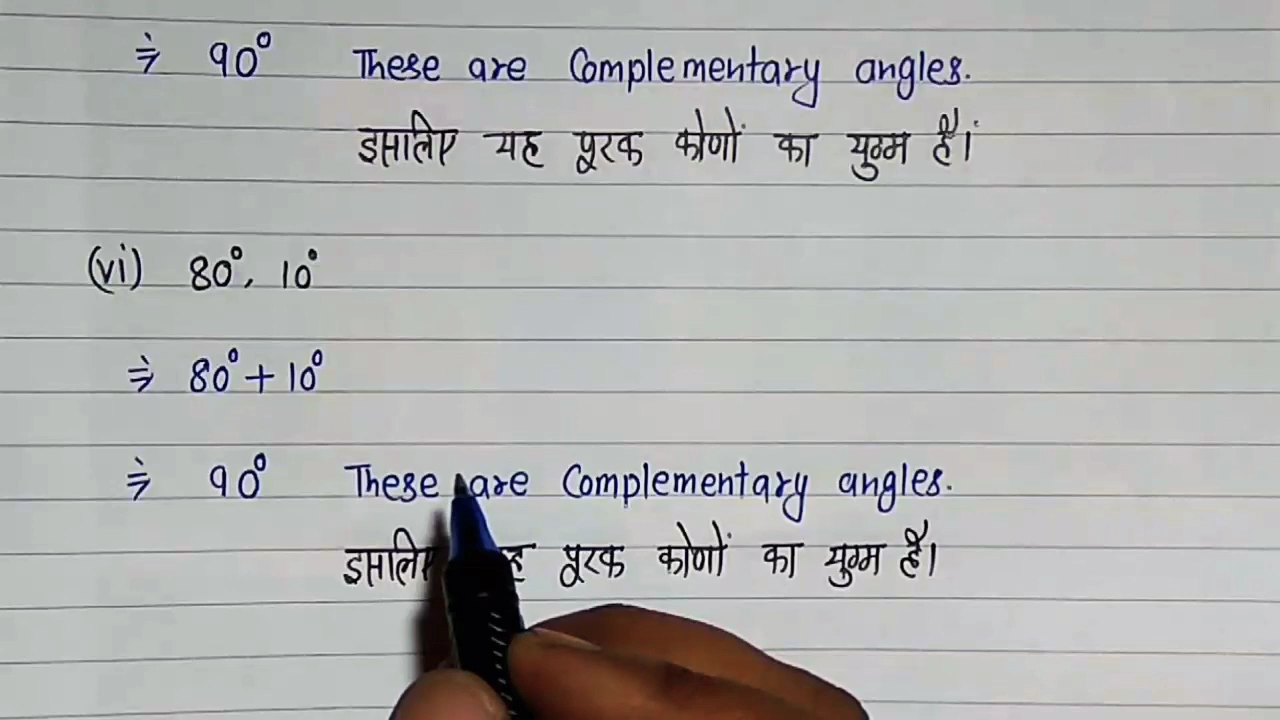 ⇒ 90° These are Complementary angles.
इसलिए यह पूरक कोणों का युग्म है।
(vi) 80°, 10°
⇒ 80° + 10°
⇒ 90° These are Complementary angles.
इसलिए पूरक कोणों का युग्म है।